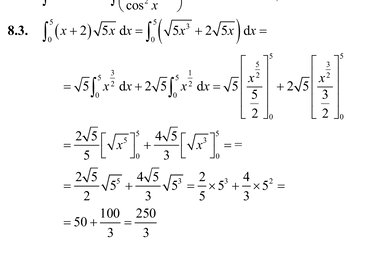 ∫ ∫( cos² x )
8.3. ∫₀⁵ (x + 2)√(5x) dx = ∫₀⁵ (√(5x³) + 2√(5x)) dx =
= √5 ∫₀⁵ x^(3/2) dx + 2√5 ∫₀⁵ x^(1/2) dx = √5 [x^(5/2) / (5/2)]₀⁵ + 2√5 [x^(3/2) / (3/2)]₀⁵
= (2√5)/5 [√(x⁵)]₀⁵ + (4√5)/3 [√(x³)]₀⁵ = =
= (2√5)/2 √(5⁵) + (4√5)/3 √(5³) = 2/5 × 5³ + 4/3 × 5² =
= 50 + 100/3 = 250/3